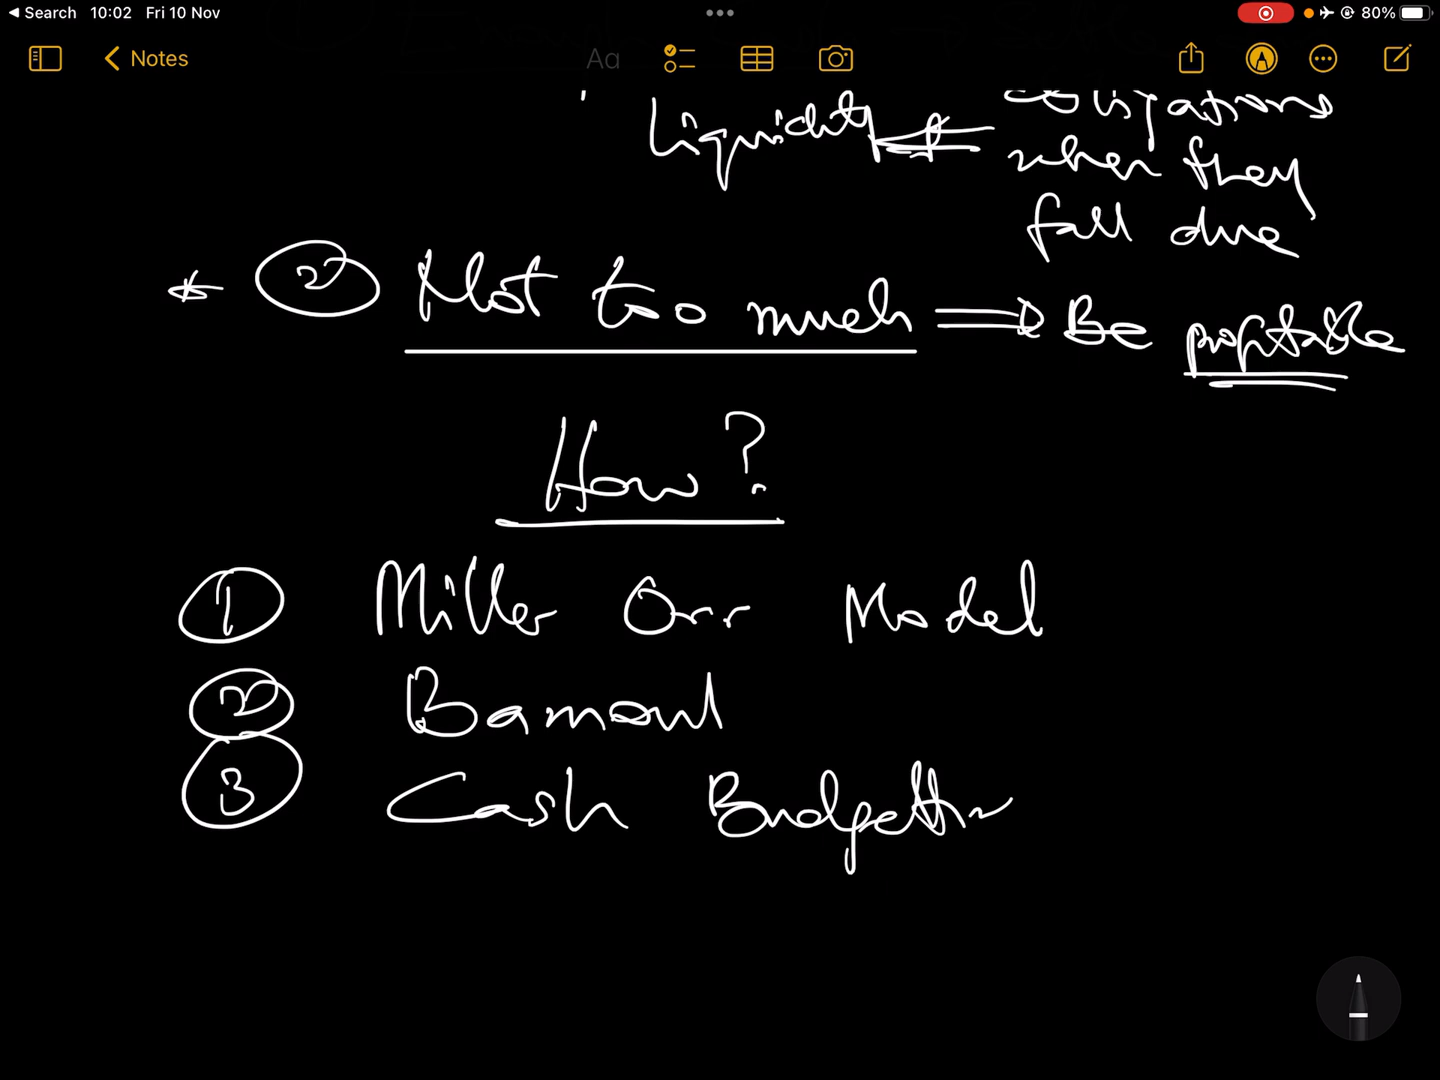 Search 10:02 Fri 10 Nov 80%
Notes Aa
Liquidity obligations
when they
fall due
2 Not too much ⇒ Be profitable
How?
1 Miller Orr Model
2 Bamoul
3 Cash Budgettin